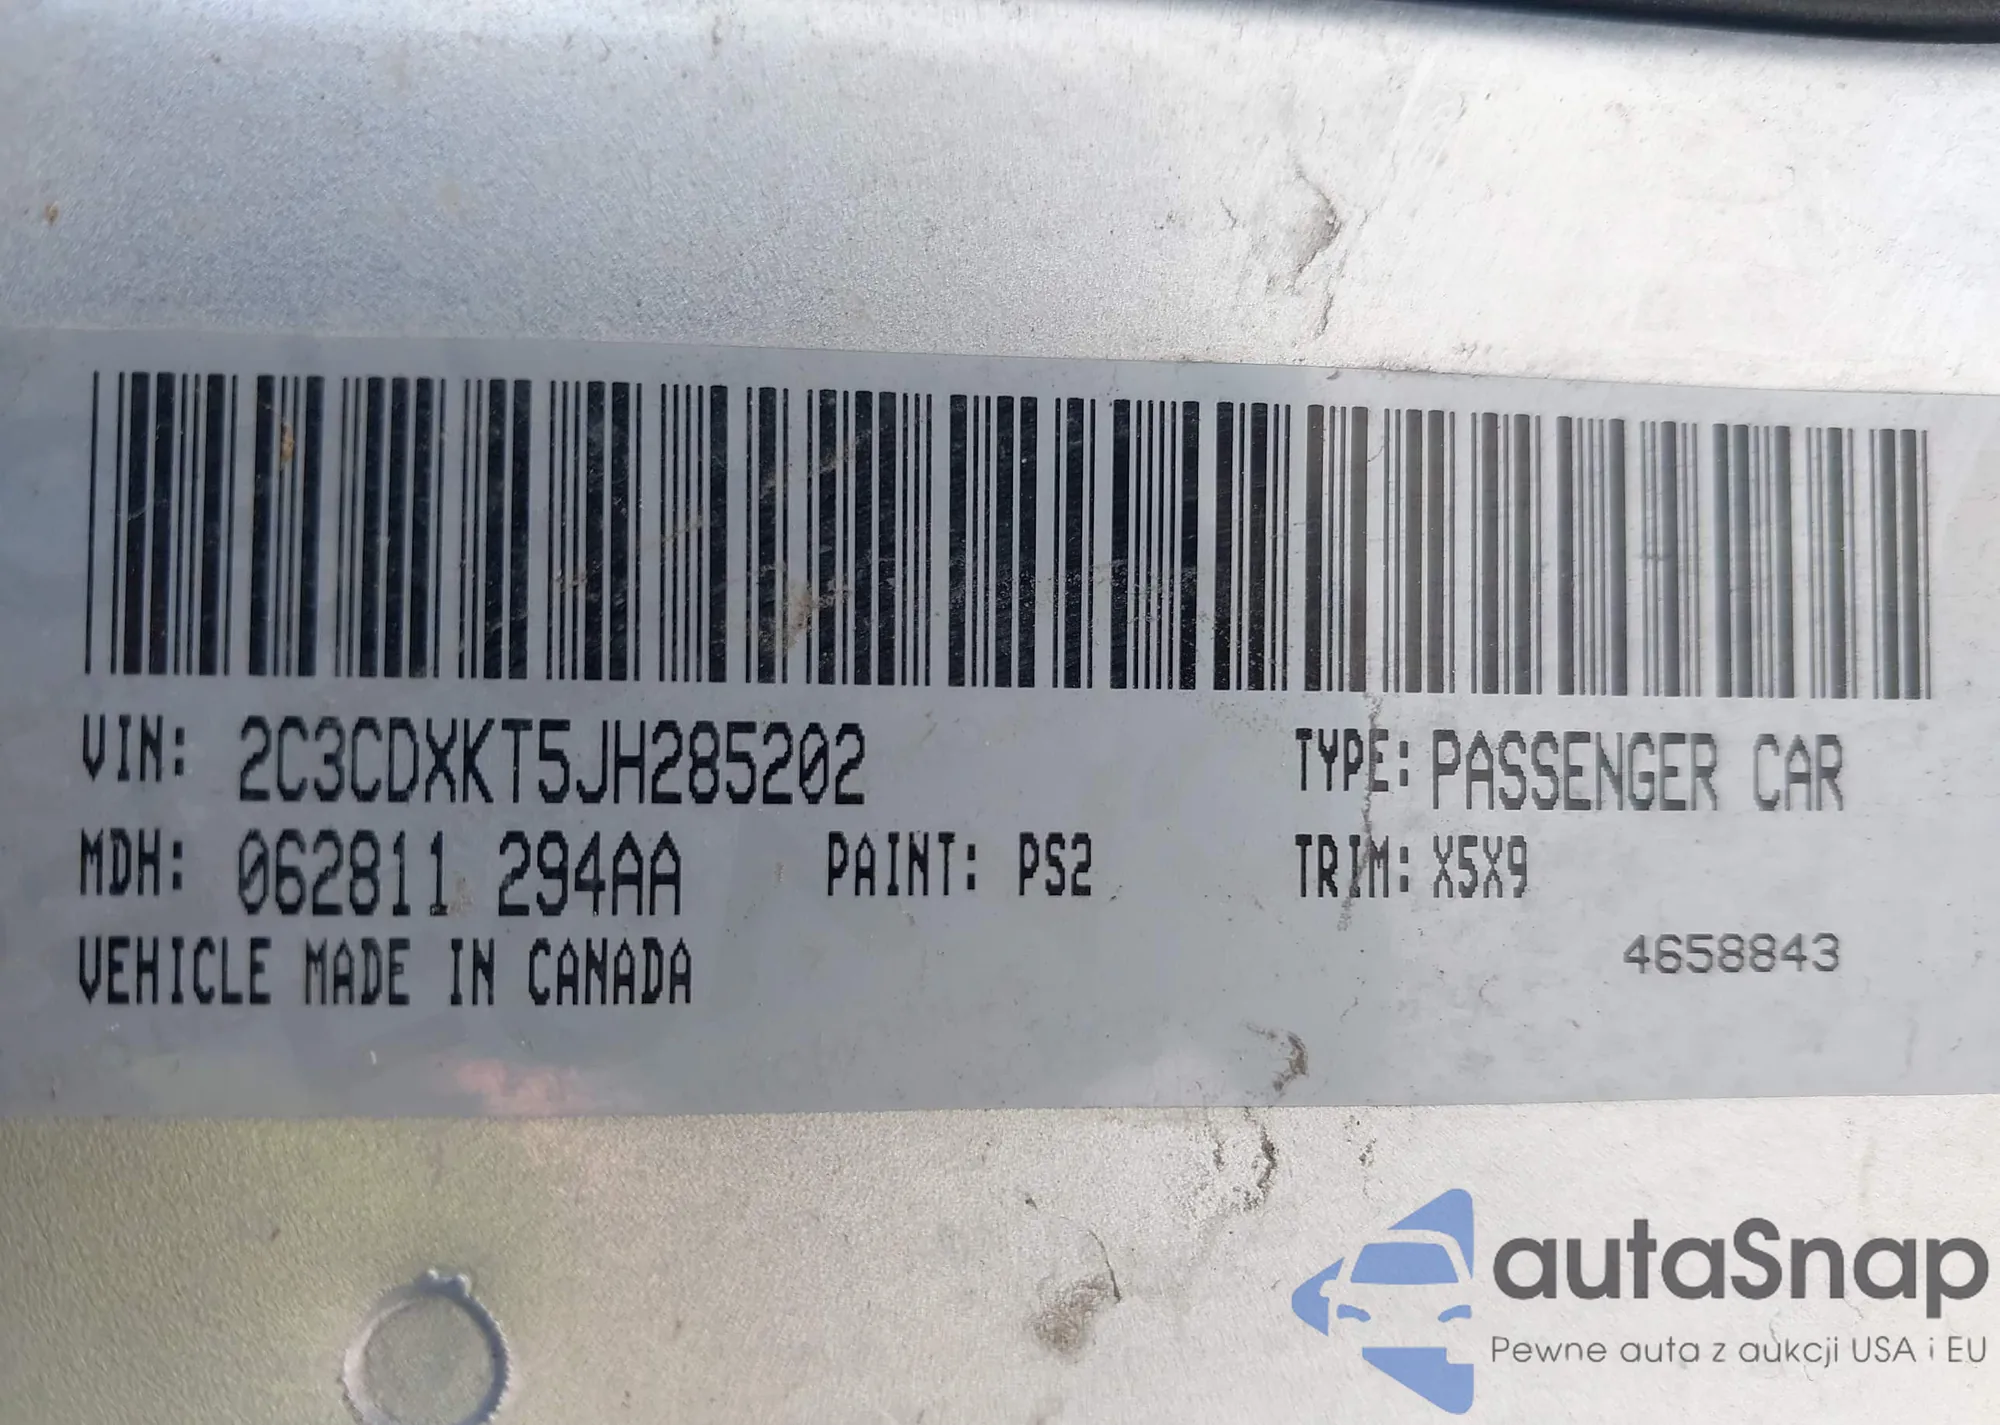 VIN: 2C3CDXKT5JH285202 TYPE: PASSENGER CAR
MDH: 062811 294AA PAINT: PS2 TRIM: X5X9
VEHICLE MADE IN CANADA 4658843
autaSnap
Pewne auta z aukcji USA i EU